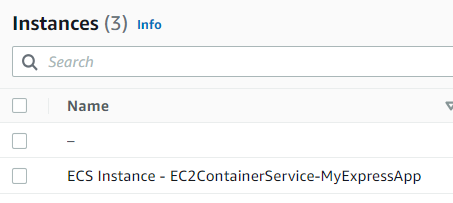 Instances (3) Info
Search
Name
–
ECS Instance - EC2ContainerService-MyExpressApp